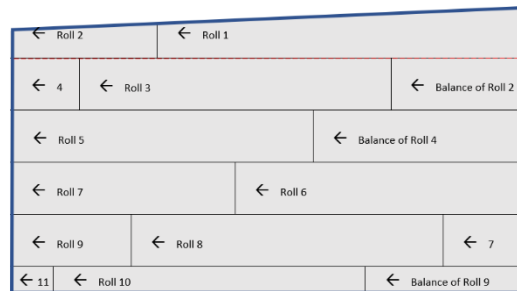 ← Roll 2 ← Roll 1
← 4 ← Roll 3 ← Balance of Roll 2
← Roll 5 ← Balance of Roll 4
← Roll 7 ← Roll 6
← Roll 9 ← Roll 8 ← 7
← 11 ← Roll 10 ← Balance of Roll 9